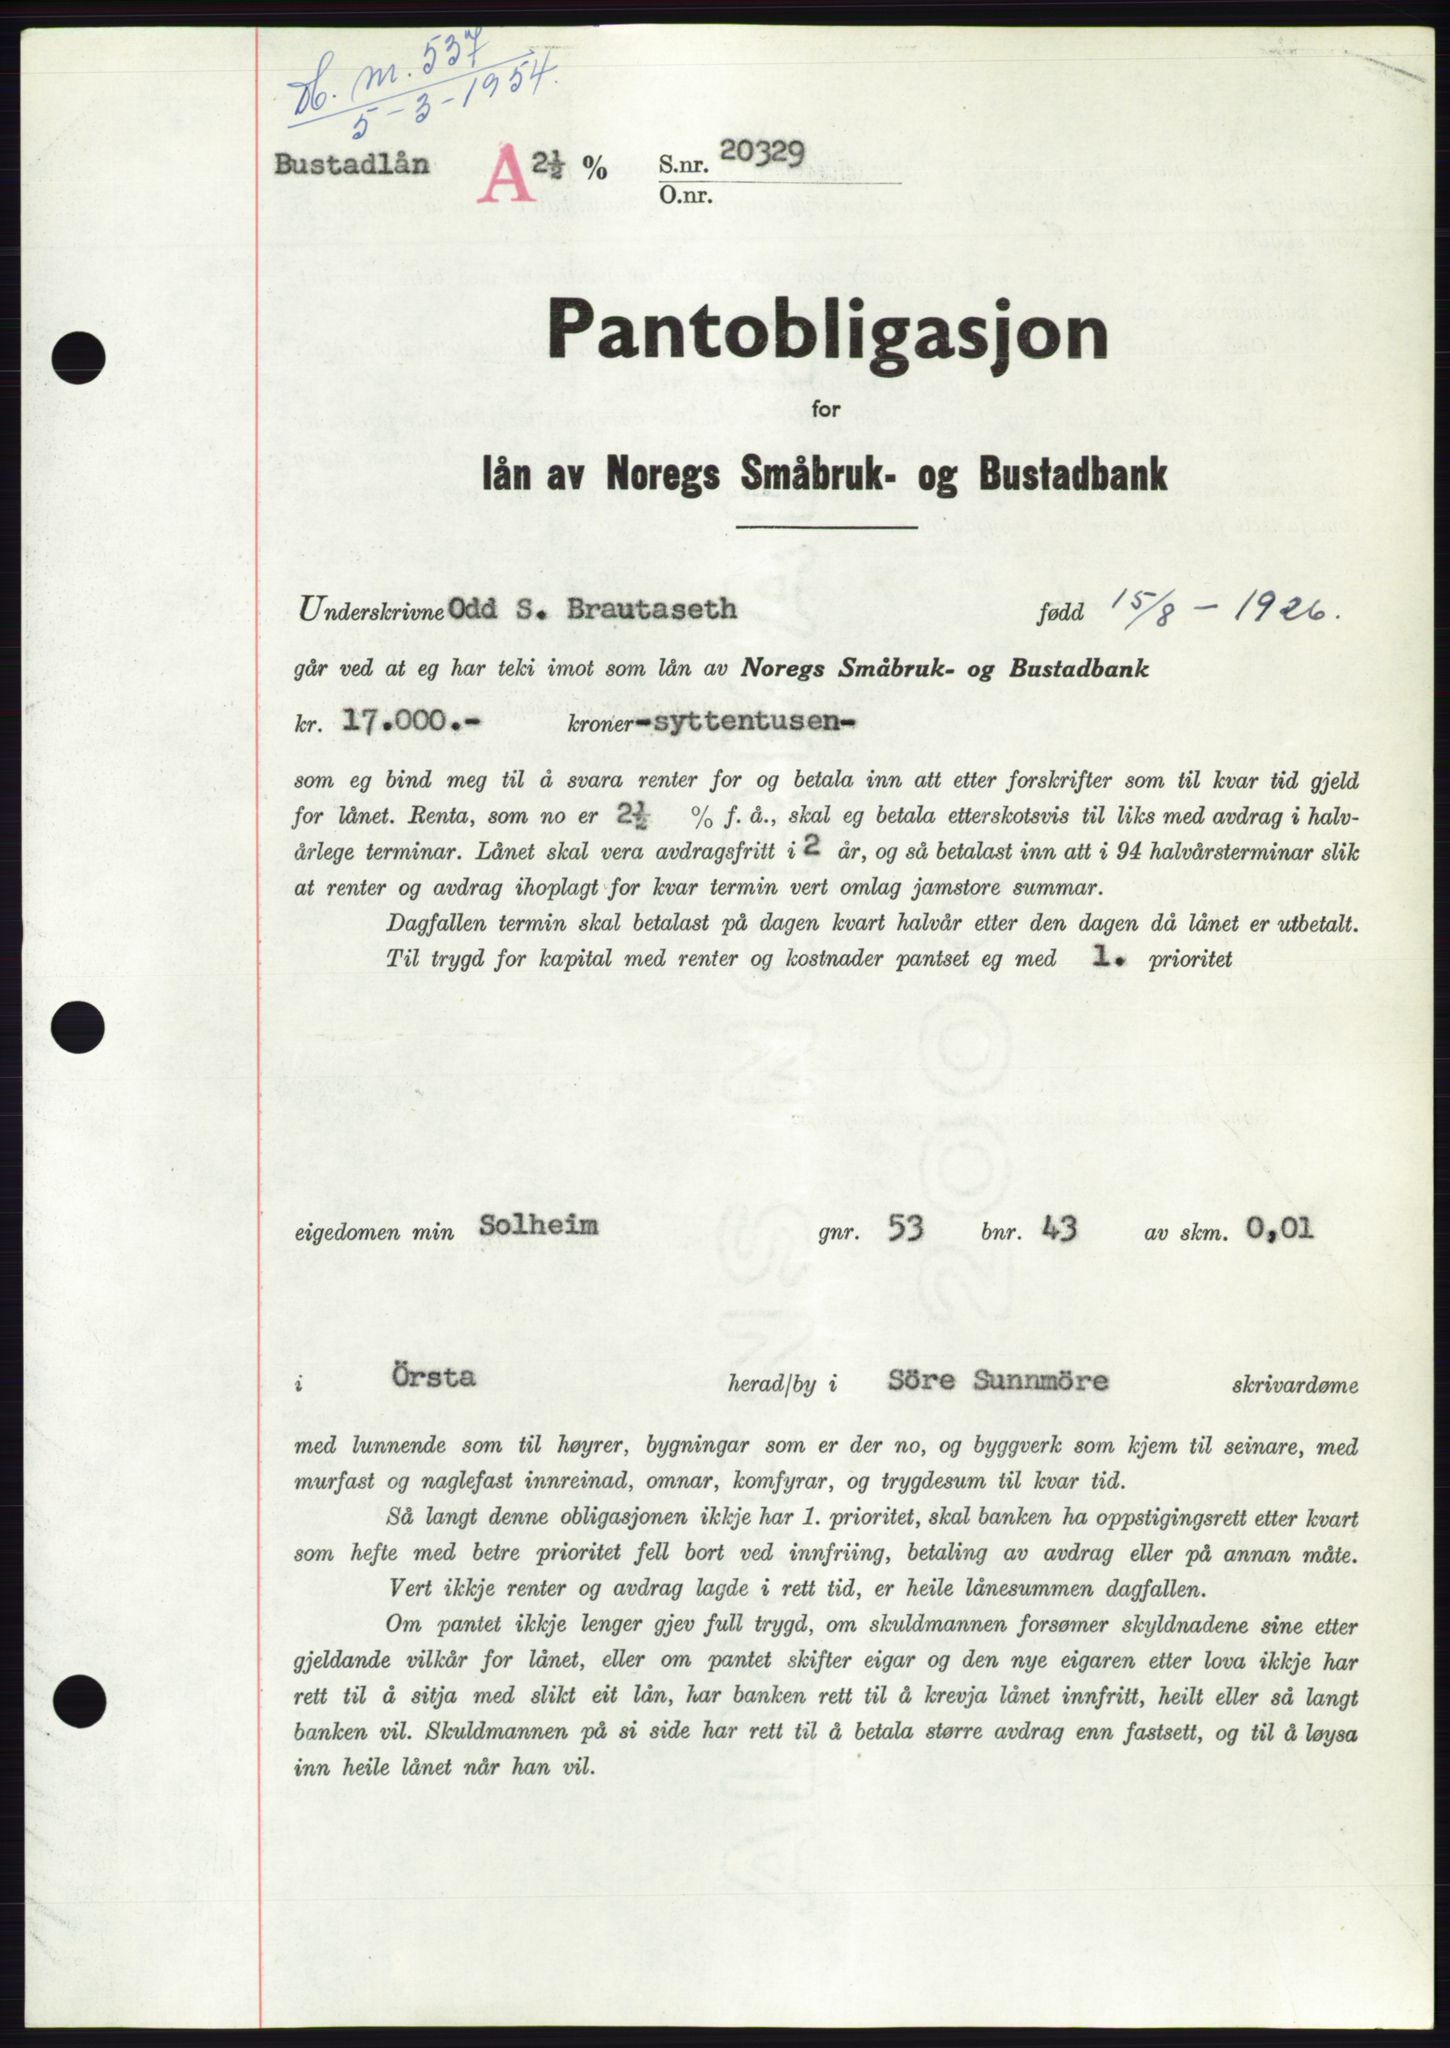 Db. nr. 537
5-3-1954.
Bustadlån A 2½ % S.nr. 20329
O.nr.
Pantobligasjon
for
lån av Noregs Småbruk- og Bustadbank
Underskrivne Odd S. Brautaseth fødd 15/8 - 1926.
går ved at eg har teki imot som lån av Noregs Småbruk- og Bustadbank
kr. 17.000.- kroner -syttentusen-
som eg bind meg til å svara renter for og betala inn att etter forskrifter som til kvar tid gjeld
for lånet. Renta, som no er 2½ % f. å., skal eg betala etterskotsvis til liks med avdrag i halv-
årlege terminar. Lånet skal vera avdragsfritt i 2 år, og så betalast inn att i 94 halvårsterminar slik
at renter og avdrag ihoplagt for kvar termin vert omlag jamstore summar.
Dagfallen termin skal betalast på dagen kvart halvår etter den dagen då lånet er utbetalt.
Til trygd for kapital med renter og kostnader pantset eg med 1. prioritet
eigedomen min Solheim gnr. 53 bnr. 43 av skm. 0,01
i Örsta herad/by i Söre Sunnmöre skrivardøme
med lunnende som til høyrer, bygningar som er der no, og byggverk som kjem til seinare, med
murfast og naglefast innreinad, omnar, komfyrar, og trygdesum til kvar tid.
Så langt denne obligasjonen ikkje har 1. prioritet, skal banken ha oppstigingsrett etter kvart
som hefte med betre prioritet fell bort ved innfriing, betaling av avdrag eller på annan måte.
Vert ikkje renter og avdrag lagde i rett tid, er heile lånesummen dagfallen.
Om pantet ikkje lenger gjev full trygd, om skuldmannen forsømer skyldnadene sine etter
gjeldande vilkår for lånet, eller om pantet skifter eigar og den nye eigaren etter lova ikkje har
rett til å sitja med slikt eit lån, har banken rett til å krevja lånet innfritt, heilt eller så langt
banken vil. Skuldmannen på si side har rett til å betala større avdrag enn fastsett, og til å løysa
inn heile lånet når han vil.